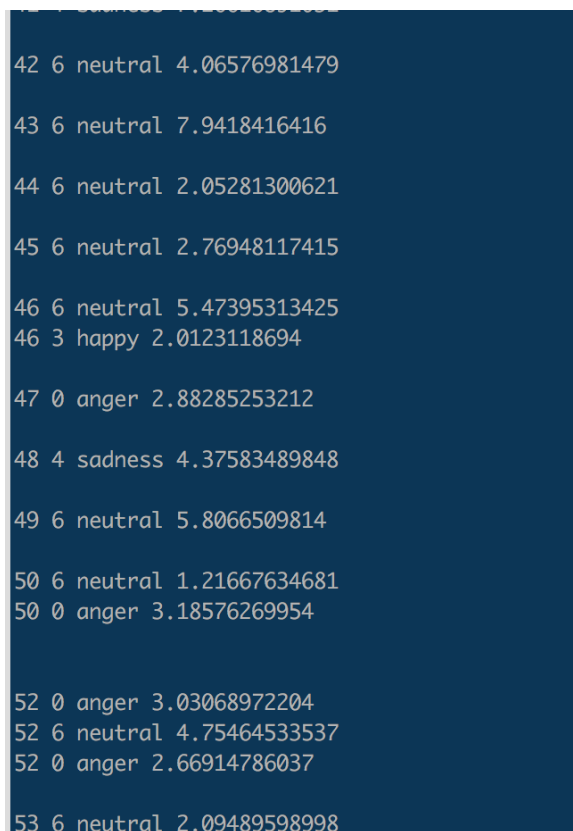 42 6 neutral 4.06576981479
43 6 neutral 7.9418416416
44 6 neutral 2.05281300621
45 6 neutral 2.76948117415
46 6 neutral 5.47395313425
46 3 happy 2.0123118694
47 0 anger 2.88285253212
48 4 sadness 4.37583489848
49 6 neutral 5.8066509814
50 6 neutral 1.21667634681
50 0 anger 3.18576269954
52 0 anger 3.03068972204
52 6 neutral 4.75464533537
52 0 anger 2.66914786037
53 6 neutral 2.09489598998